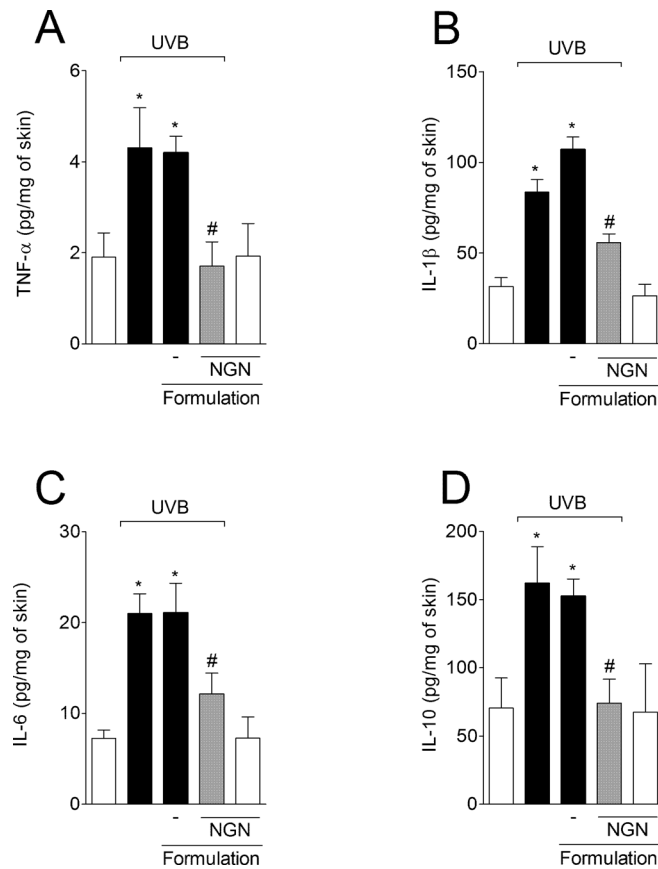 A
UVB
TNF-α (pg/mg of skin)
6
4
2
0
*
*
#
-
NGN
Formulation
B
UVB
IL-1β (pg/mg of skin)
150
100
50
0
*
*
#
-
NGN
Formulation
C
UVB
IL-6 (pg/mg of skin)
30
20
10
0
*
*
#
-
NGN
Formulation
D
UVB
IL-10 (pg/mg of skin)
200
150
100
50
0
*
*
#
-
NGN
Formulation